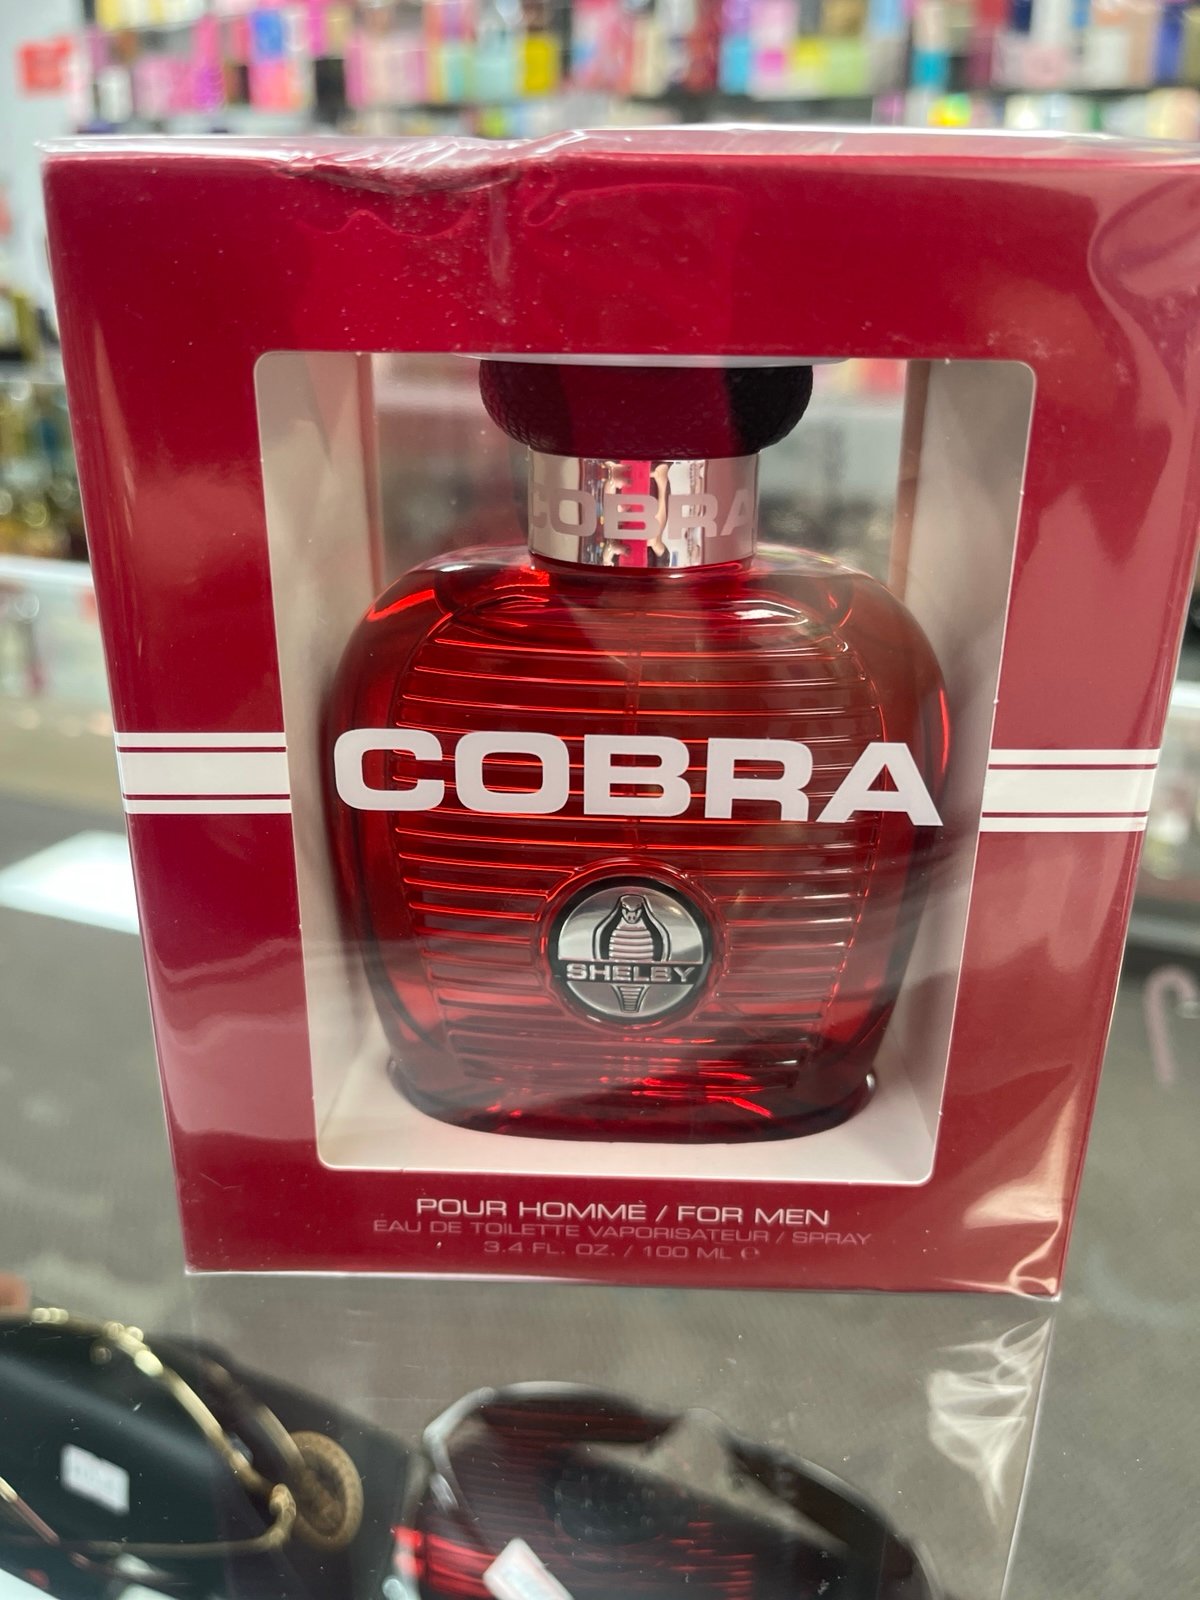 COBRA
COBRA
SHELBY
POUR HOMME / FOR MEN
EAU DE TOILETTE VAPORISATEUR / SPRAY
3.4 FL. OZ. / 100 ML ℮